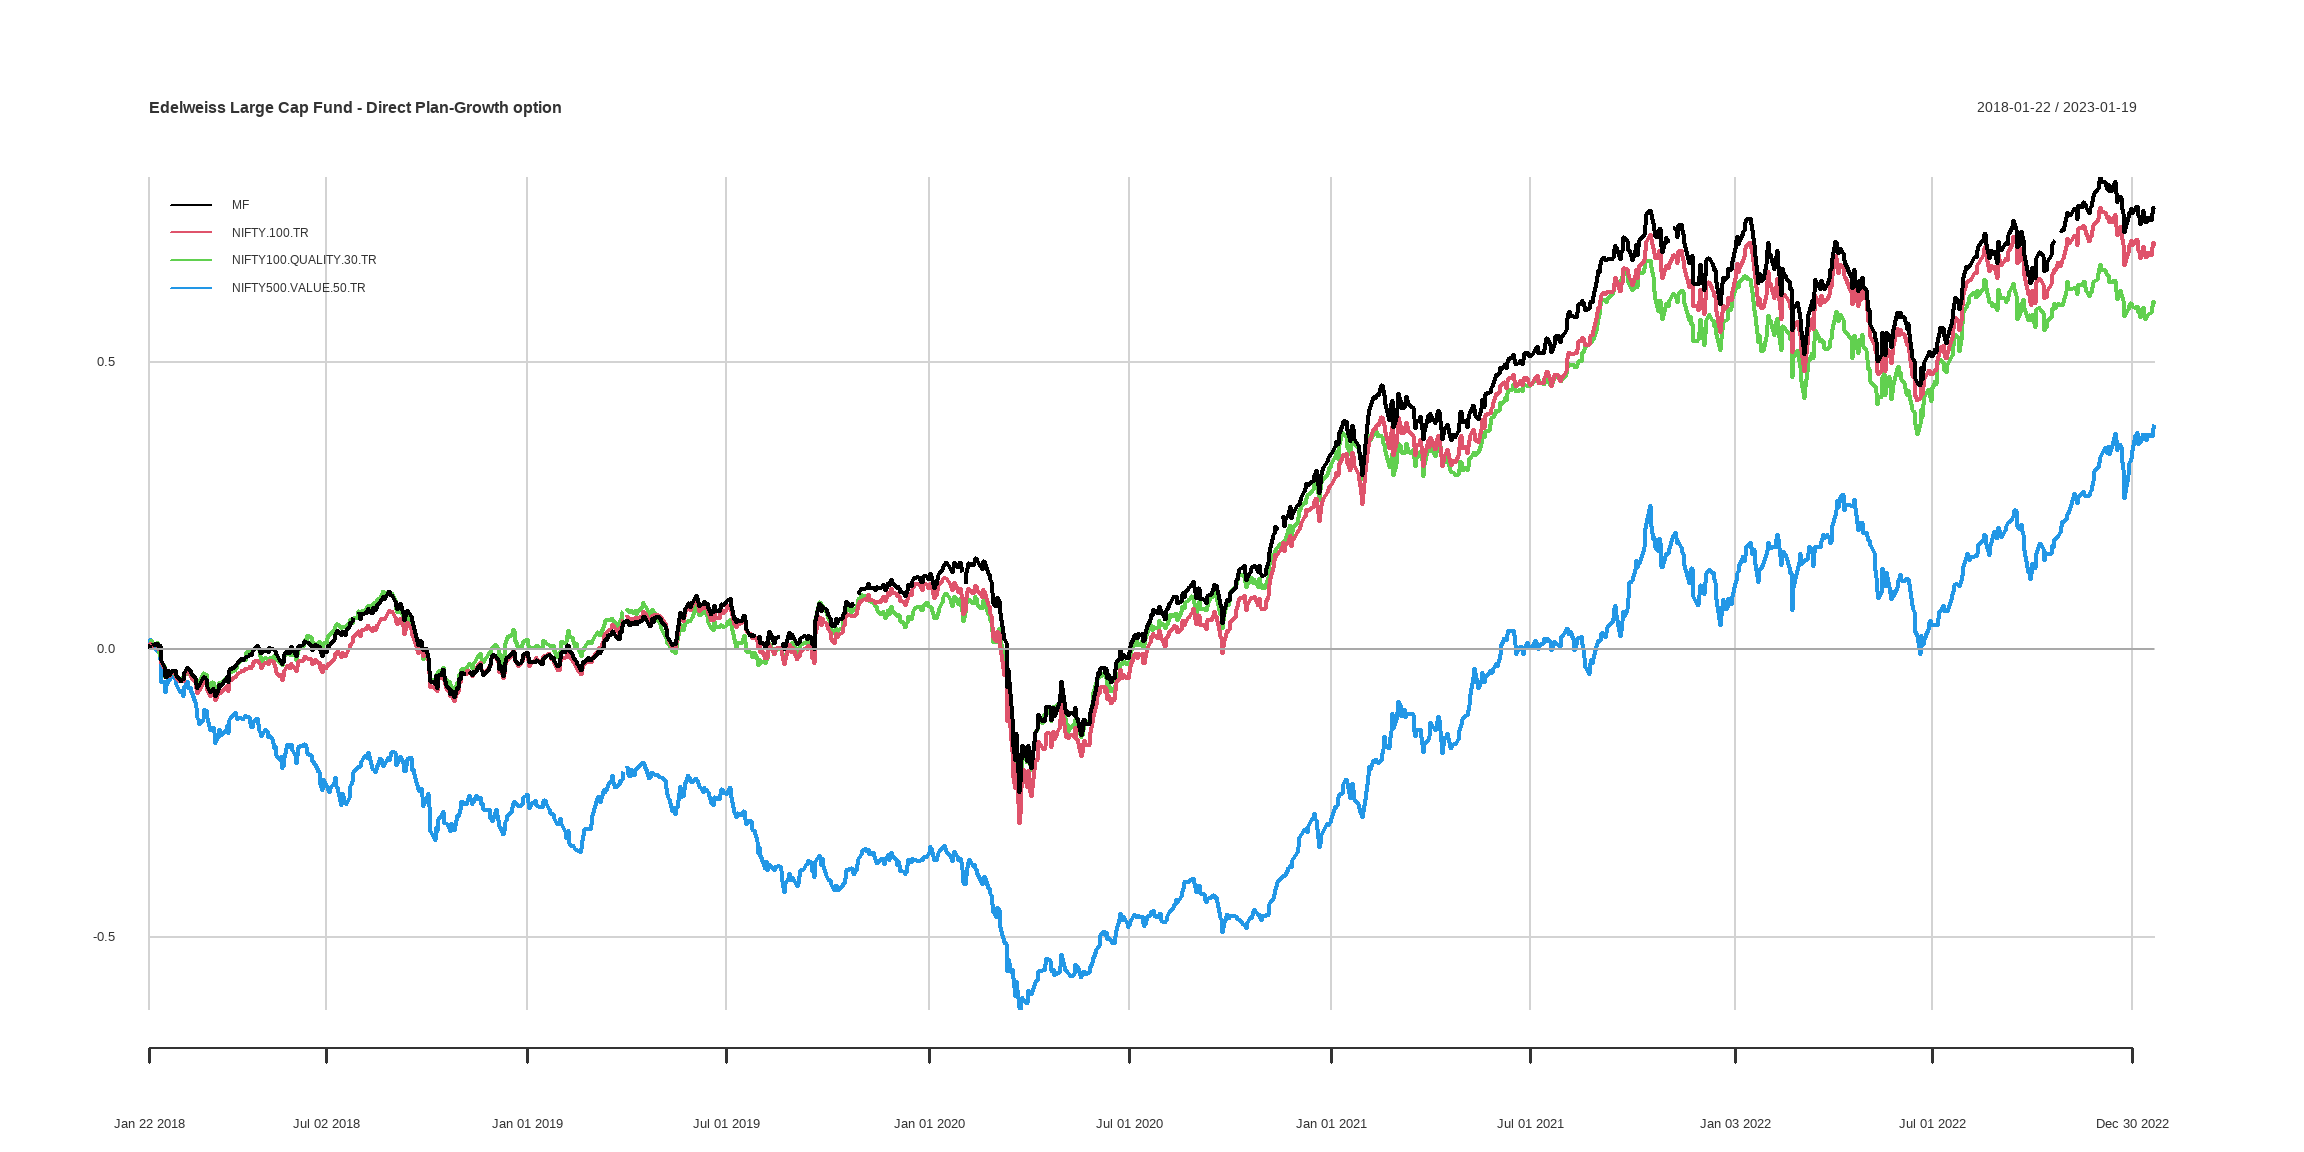 Edelweiss Large Cap Fund - Direct Plan-Growth option
2018-01-22 / 2023-01-19
MF
NIFTY.100.TR
NIFTY100.QUALITY.30.TR
NIFTY500.VALUE.50.TR
0.5
0.0
-0.5
Jan 22 2018
Jul 02 2018
Jan 01 2019
Jul 01 2019
Jan 01 2020
Jul 01 2020
Jan 01 2021
Jul 01 2021
Jan 03 2022
Jul 01 2022
Dec 30 2022